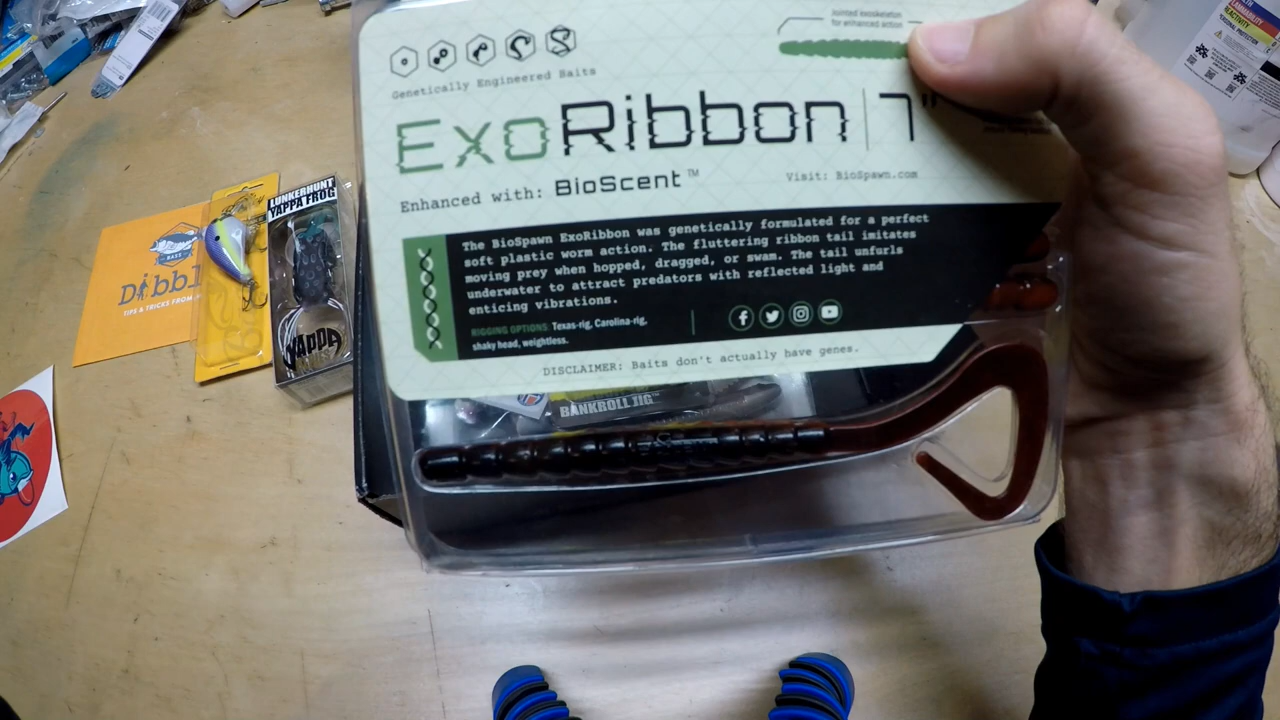 Jointed exoskeleton
for enhanced action
Genetically Engineered Baits
ExoRibbon | 7"
Enhanced with: BioScent™
Visit: BioSpawn.com
The BioSpawn ExoRibbon was genetically formulated for a perfect
soft plastic worm action. The fluttering ribbon tail imitates
moving prey when hopped, dragged, or swam. The tail unfurls
underwater to attract predators with reflected light and
enticing vibrations.
RIGGING OPTIONS: Texas-rig, Carolina-rig,
shaky head, weightless.
DISCLAIMER: Baits don't actually have genes.
BANKROLL JIG™
LUNKERHUNT
YAPPA FROG
YAPPA
BASS
Dibbl
TIPS & TRICKS FROM